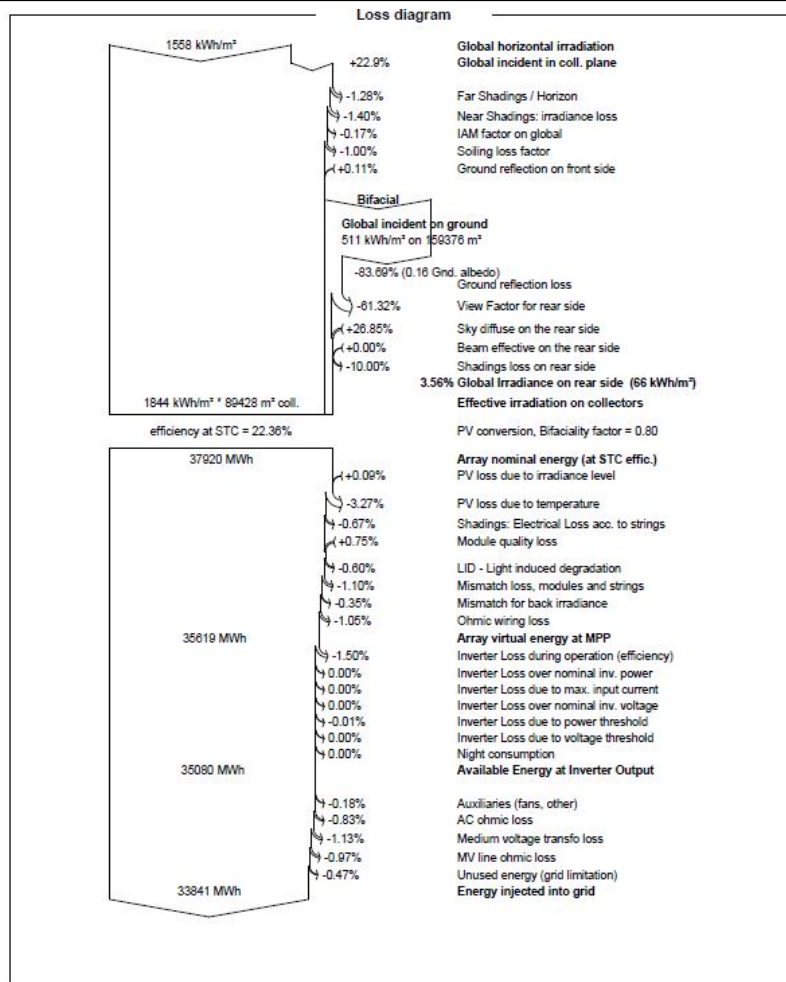 Loss diagram
1558 kWh/m² Global horizontal irradiation
+22.9% Global incident in coll. plane
-1.28% Far Shadings / Horizon
-1.40% Near Shadings: irradiance loss
-0.17% IAM factor on global
-1.00% Soiling loss factor
+0.11% Ground reflection on front side
Bifacial
Global incident on ground
511 kWh/m² on 159376 m²
-83.69% (0.16 Gnd. albedo)
Ground reflection loss
-61.32% View Factor for rear side
+26.85% Sky diffuse on the rear side
+0.00% Beam effective on the rear side
-10.00% Shadings loss on rear side
3.56% Global Irradiance on rear side (66 kWh/m²)
1844 kWh/m² * 89428 m² coll. Effective irradiation on collectors
efficiency at STC = 22.36% PV conversion, Bifaciality factor = 0.80
37920 MWh Array nominal energy (at STC effic.)
+0.09% PV loss due to irradiance level
-3.27% PV loss due to temperature
-0.67% Shadings: Electrical Loss acc. to strings
+0.75% Module quality loss
-0.60% LID - Light induced degradation
-1.10% Mismatch loss, modules and strings
-0.35% Mismatch for back irradiance
-1.05% Ohmic wiring loss
35619 MWh Array virtual energy at MPP
-1.50% Inverter Loss during operation (efficiency)
0.00% Inverter Loss over nominal inv. power
0.00% Inverter Loss due to max. input current
0.00% Inverter Loss over nominal inv. voltage
-0.01% Inverter Loss due to power threshold
0.00% Inverter Loss due to voltage threshold
0.00% Night consumption
35080 MWh Available Energy at Inverter Output
-0.18% Auxiliaries (fans, other)
-0.83% AC ohmic loss
-1.13% Medium voltage transfo loss
-0.97% MV line ohmic loss
-0.47% Unused energy (grid limitation)
33841 MWh Energy injected into grid